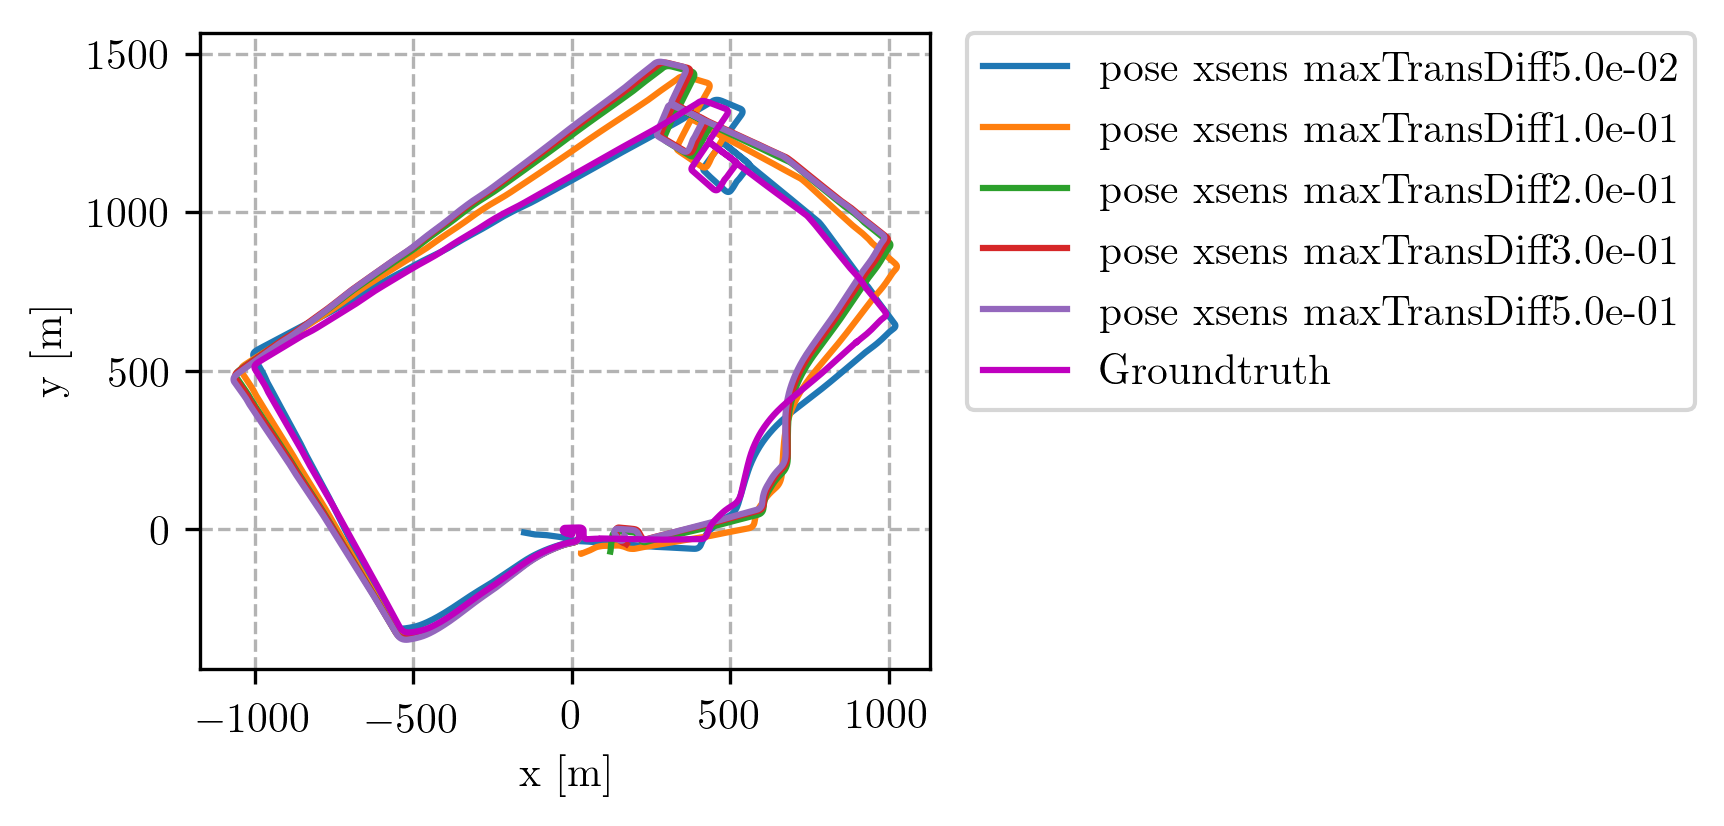 1500
1000
500
0
y [m]
−1000
−500
0
500
1000
x [m]
pose xsens maxTransDiff5.0e-02
pose xsens maxTransDiff1.0e-01
pose xsens maxTransDiff2.0e-01
pose xsens maxTransDiff3.0e-01
pose xsens maxTransDiff5.0e-01
Groundtruth